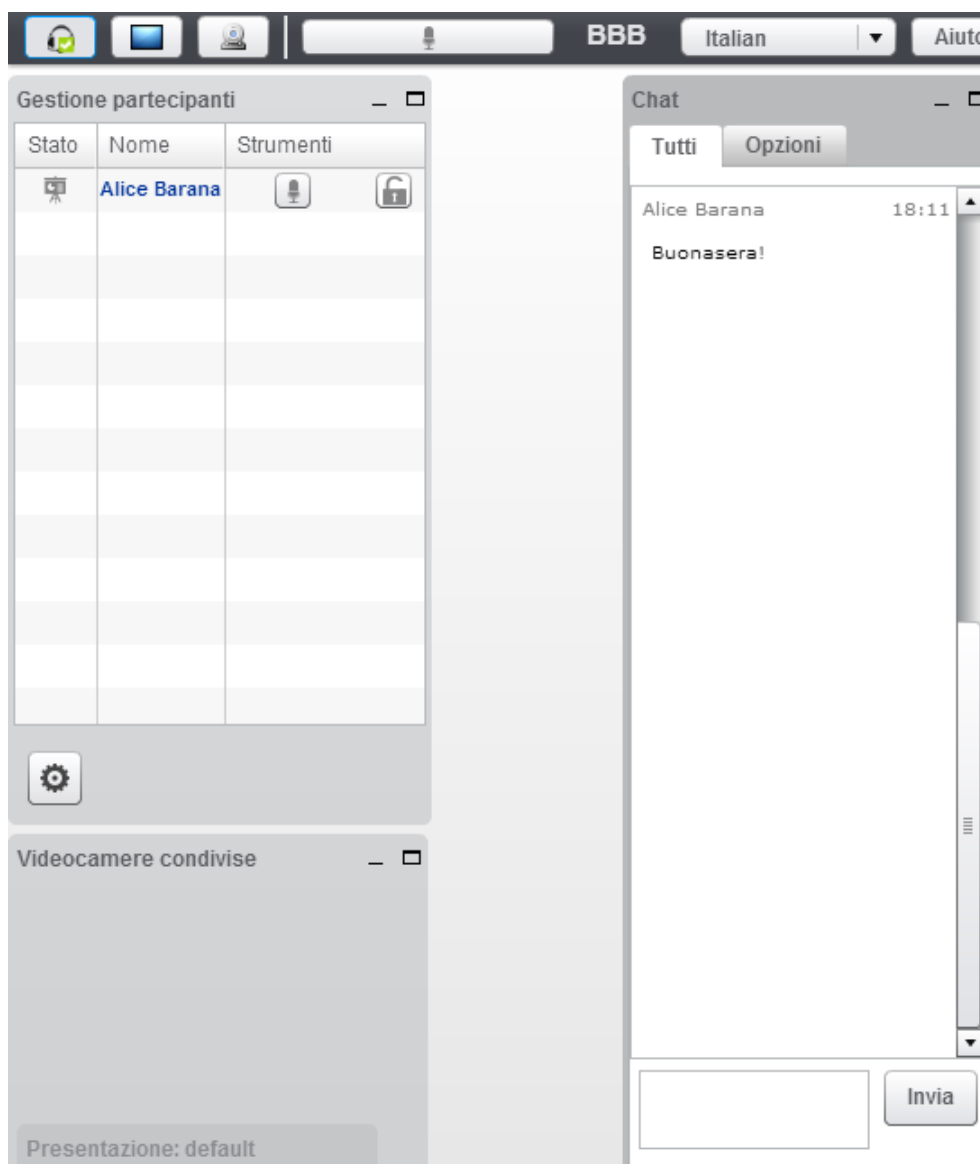 BBB Italian Aiuto
Gestione partecipanti
Stato Nome Strumenti
Alice Barana
Videocamere condivise
Presentazione: default
Chat
Tutti Opzioni
Alice Barana 18:11
Buonasera!
Invia